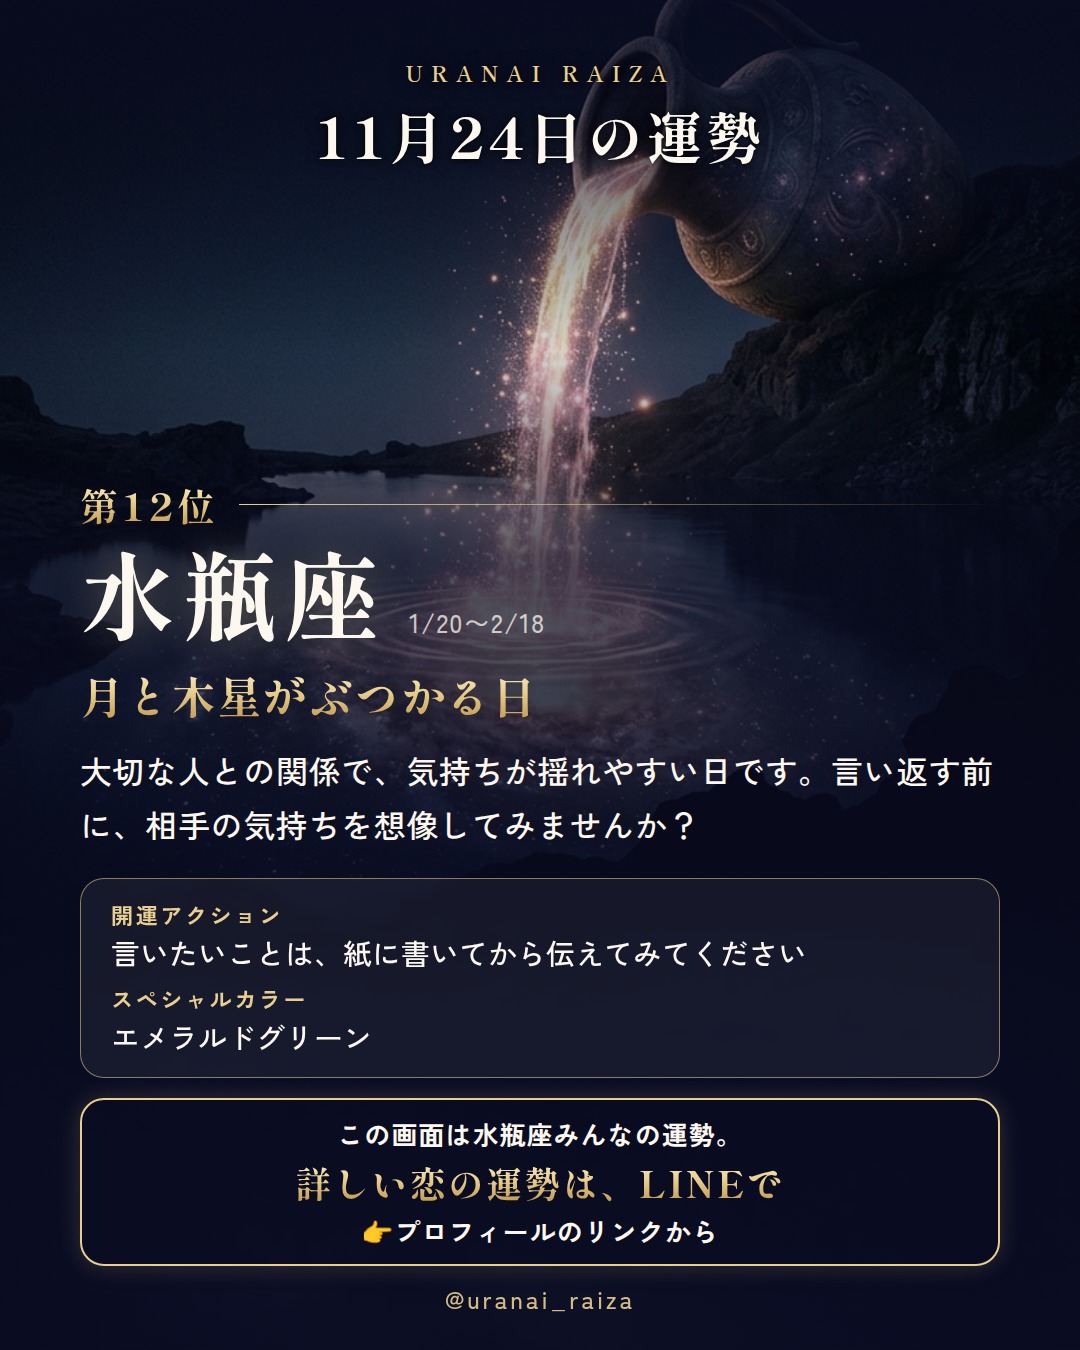 URANAI RAIZA
11月24日の運勢
第12位
水瓶座 1/20〜2/18
月と木星がぶつかる日
大切な人との関係で、気持ちが揺れやすい日です。言い返す前
に、相手の気持ちを想像してみませんか？
開運アクション
言いたいことは、紙に書いてから伝えてみてください
スペシャルカラー
エメラルドグリーン
この画面は水瓶座みんなの運勢。
詳しい恋の運勢は、LINEで
👉プロフィールのリンクから
@uranai_raiza